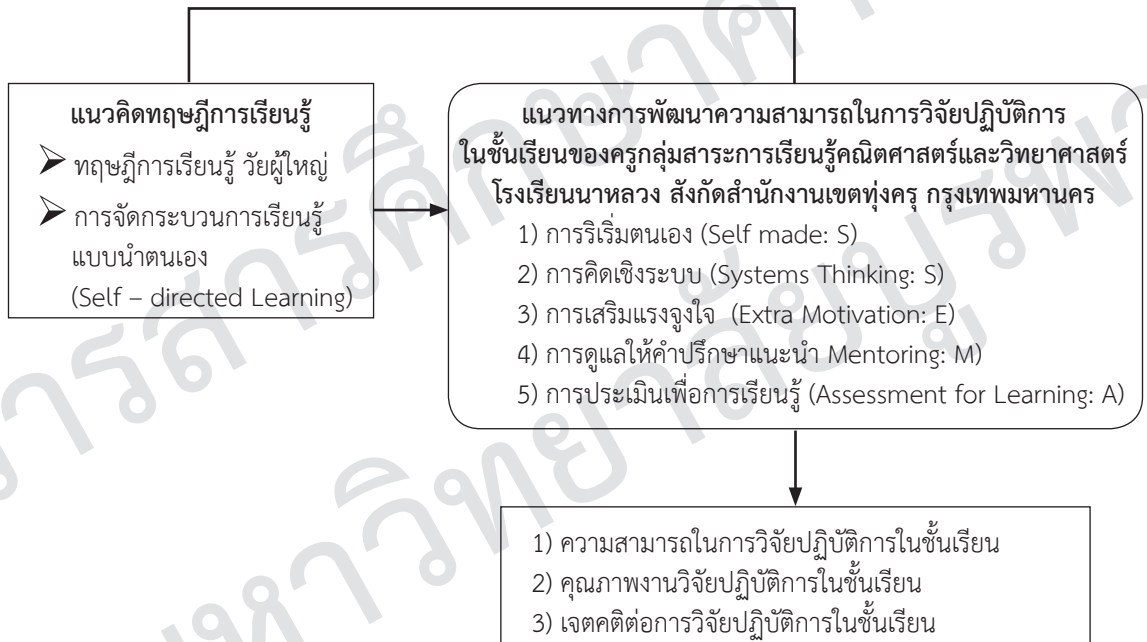 แนวคิดทฤษฎีการเรียนรู้
➤ ทฤษฎีการเรียนรู้ วัยผู้ใหญ่
➤ การจัดกระบวนการเรียนรู้
แบบนำตนเอง
(Self – directed Learning)
แนวทางการพัฒนาความสามารถในการวิจัยปฏิบัติการ
ในชั้นเรียนของครูกลุ่มสาระการเรียนรู้คณิตศาสตร์และวิทยาศาสตร์
โรงเรียนนาหลวง สังกัดสำนักงานเขตทุ่งครุ กรุงเทพมหานคร
1) การริเริ่มตนเอง (Self made: S)
2) การคิดเชิงระบบ (Systems Thinking: S)
3) การเสริมแรงจูงใจ (Extra Motivation: E)
4) การดูแลให้คำปรึกษาแนะนำ Mentoring: M)
5) การประเมินเพื่อการเรียนรู้ (Assessment for Learning: A)
1) ความสามารถในการวิจัยปฏิบัติการในชั้นเรียน
2) คุณภาพงานวิจัยปฏิบัติการในชั้นเรียน
3) เจตคติต่อการวิจัยปฏิบัติการในชั้นเรียน